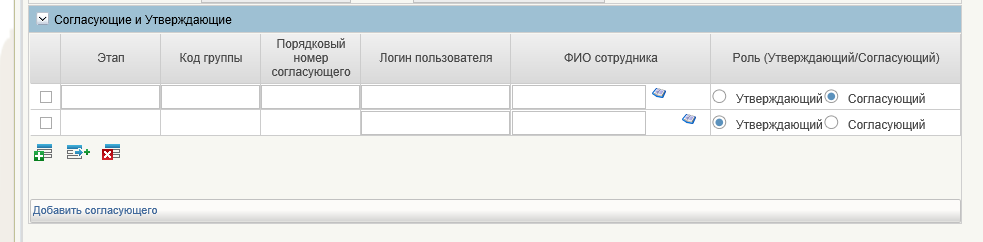 Согласующие и Утверждающие
Этап
Код группы
Порядковый
номер
согласующего
Логин пользователя
ФИО сотрудника
Роль (Утверждающий/Согласующий)
Утверждающий Согласующий
Утверждающий Согласующий
Добавить согласующего